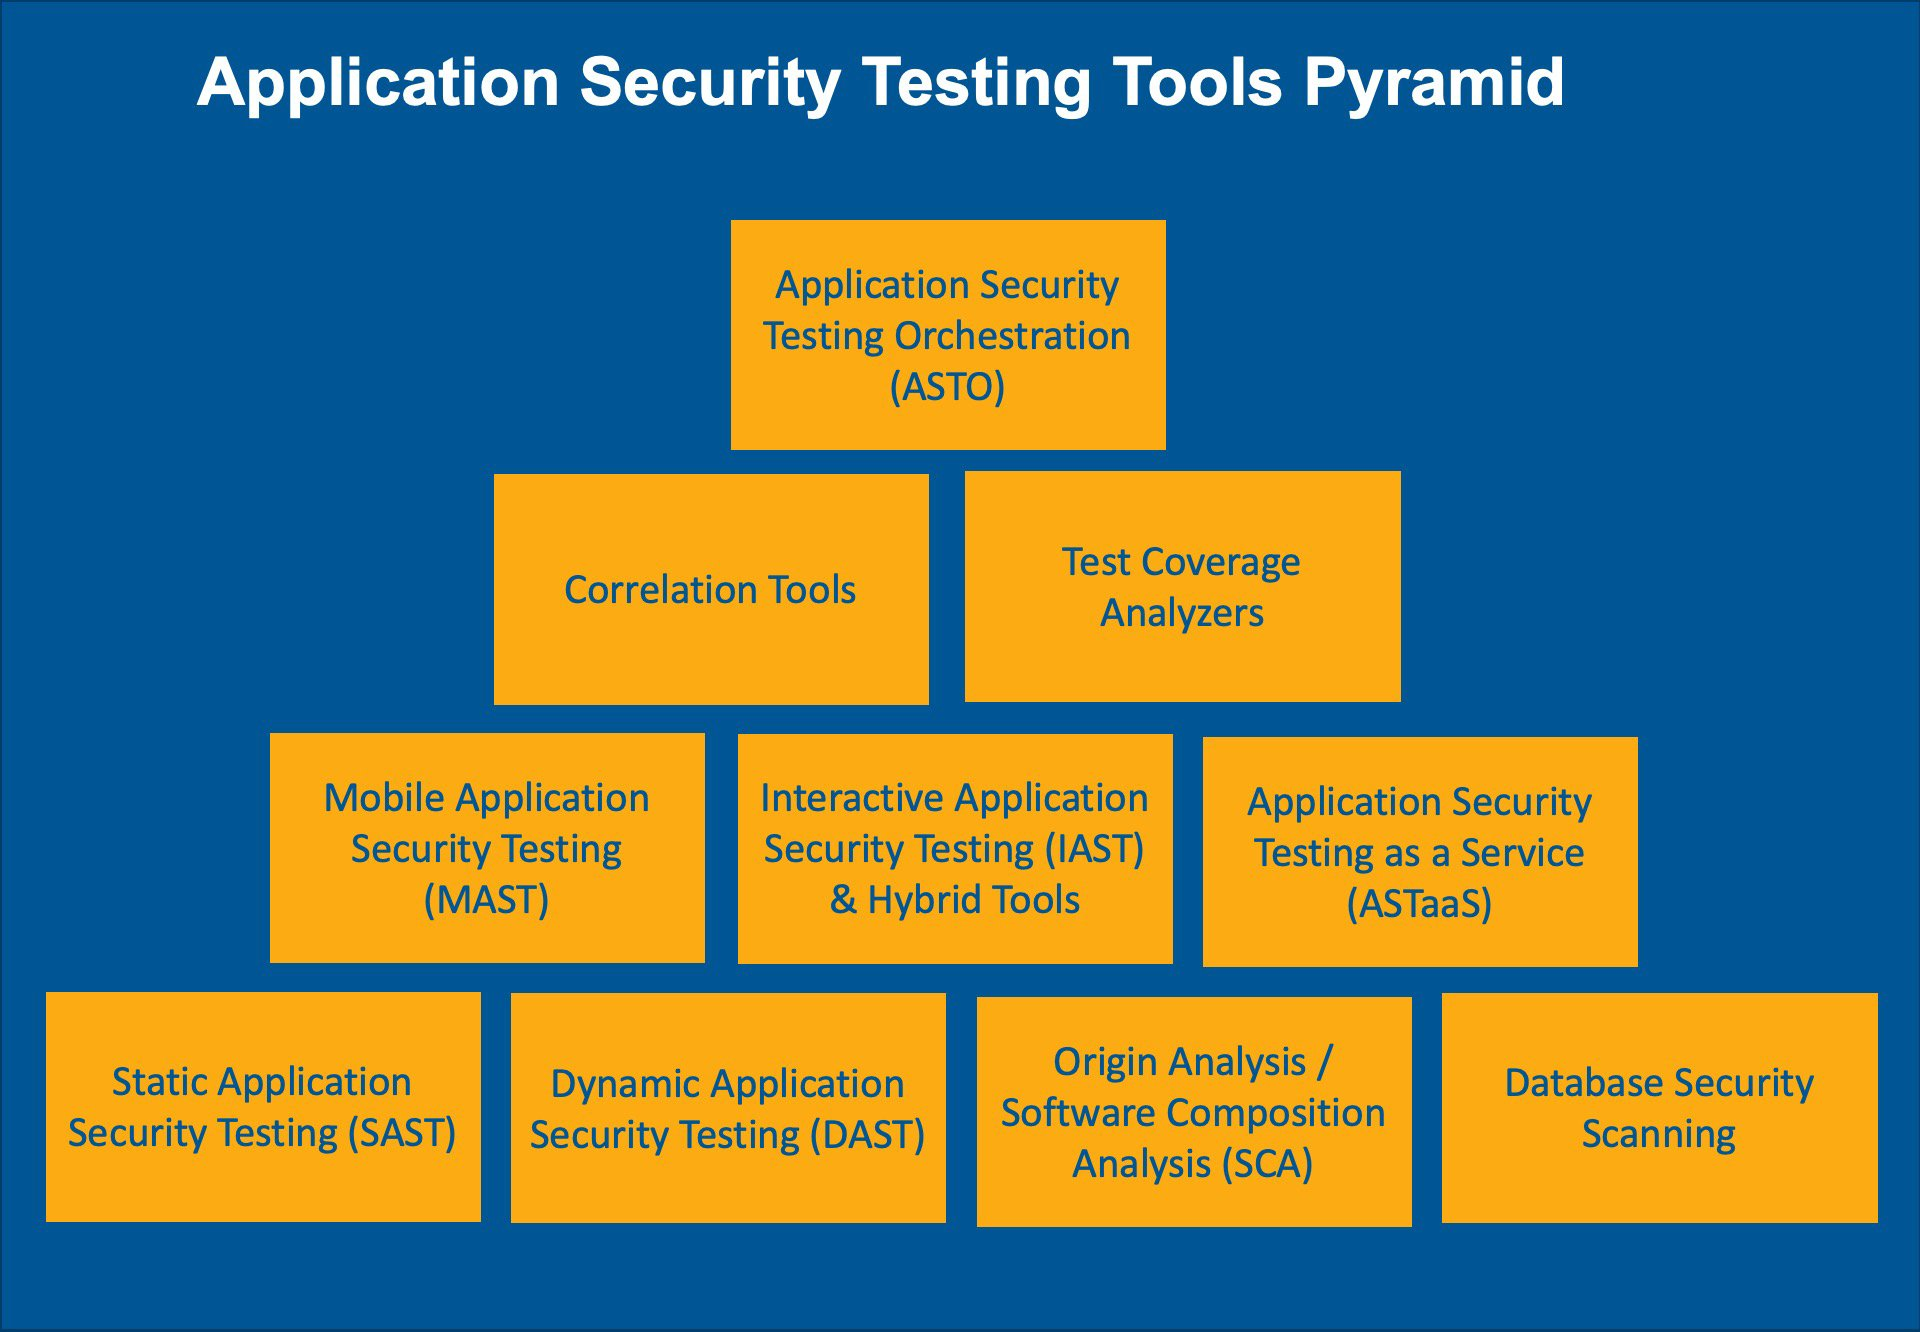 Application Security Testing Tools Pyramid
Application Security
Testing Orchestration
(ASTO)
Correlation Tools
Test Coverage
Analyzers
Mobile Application
Security Testing
(MAST)
Interactive Application
Security Testing (IAST)
& Hybrid Tools
Application Security
Testing as a Service
(ASTaaS)
Static Application
Security Testing (SAST)
Dynamic Application
Security Testing (DAST)
Origin Analysis /
Software Composition
Analysis (SCA)
Database Security
Scanning